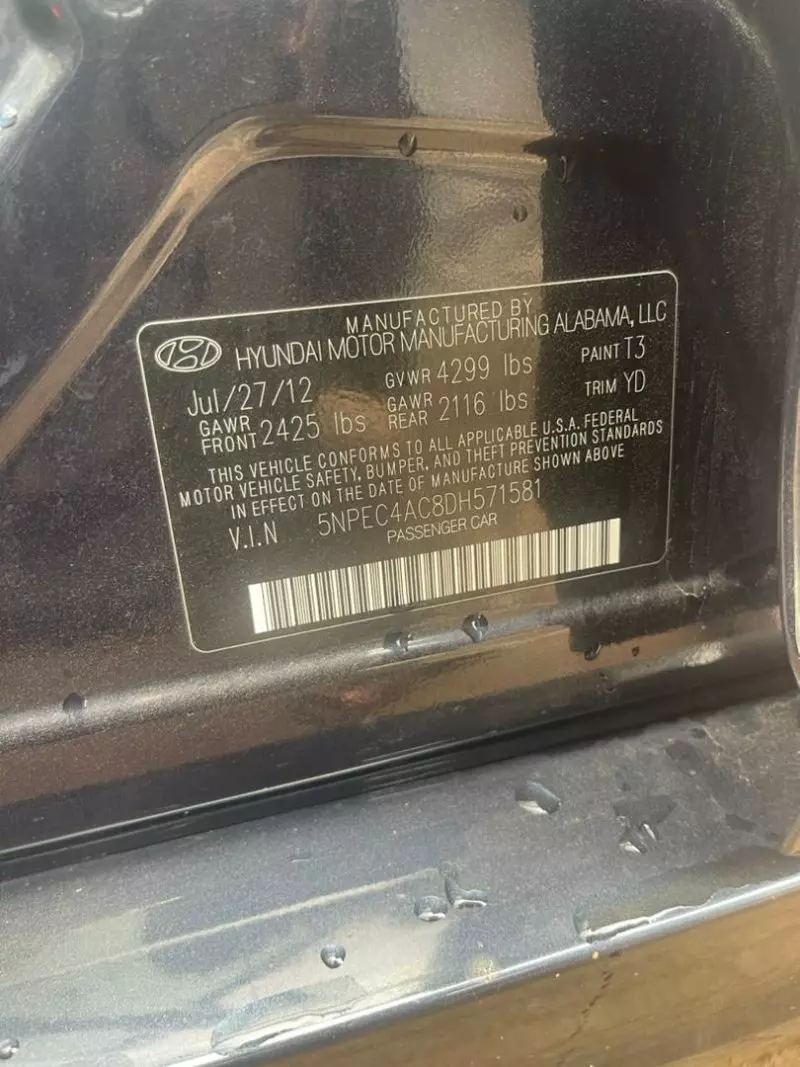 MANUFACTURED BY
HYUNDAI MOTOR MANUFACTURING ALABAMA, LLC
Jul/27/12 GVWR 4299 lbs PAINT T3
GAWR FRONT 2425 lbs GAWR REAR 2116 lbs TRIM YD
THIS VEHICLE CONFORMS TO ALL APPLICABLE U.S.A. FEDERAL
MOTOR VEHICLE SAFETY, BUMPER, AND THEFT PREVENTION STANDARDS
IN EFFECT ON THE DATE OF MANUFACTURE SHOWN ABOVE
V.I.N 5NPEC4AC8DH571581
PASSENGER CAR